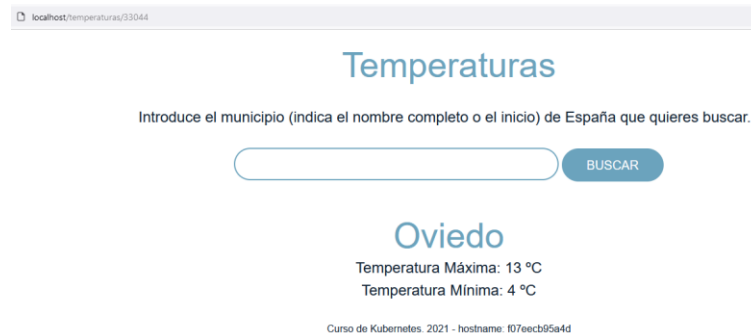 localhost/temperaturas/33044
Temperaturas
Introduce el municipio (indica el nombre completo o el inicio) de España que quieres buscar.
BUSCAR
Oviedo
Temperatura Máxima: 13 ºC
Temperatura Mínima: 4 ºC
Curso de Kubernetes. 2021 - hostname: f07eecb95a4d